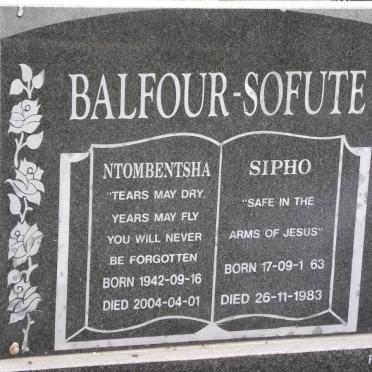 BALFOUR-SOFUTE
NTOMBENTSHA
"TEARS MAY DRY,
YEARS MAY FLY
YOU WILL NEVER
BE FORGOTTEN
BORN 1942-09-16
DIED 2004-04-01
SIPHO
"SAFE IN THE
ARMS OF JESUS"
BORN 17-09-1 63
DIED 26-11-1983